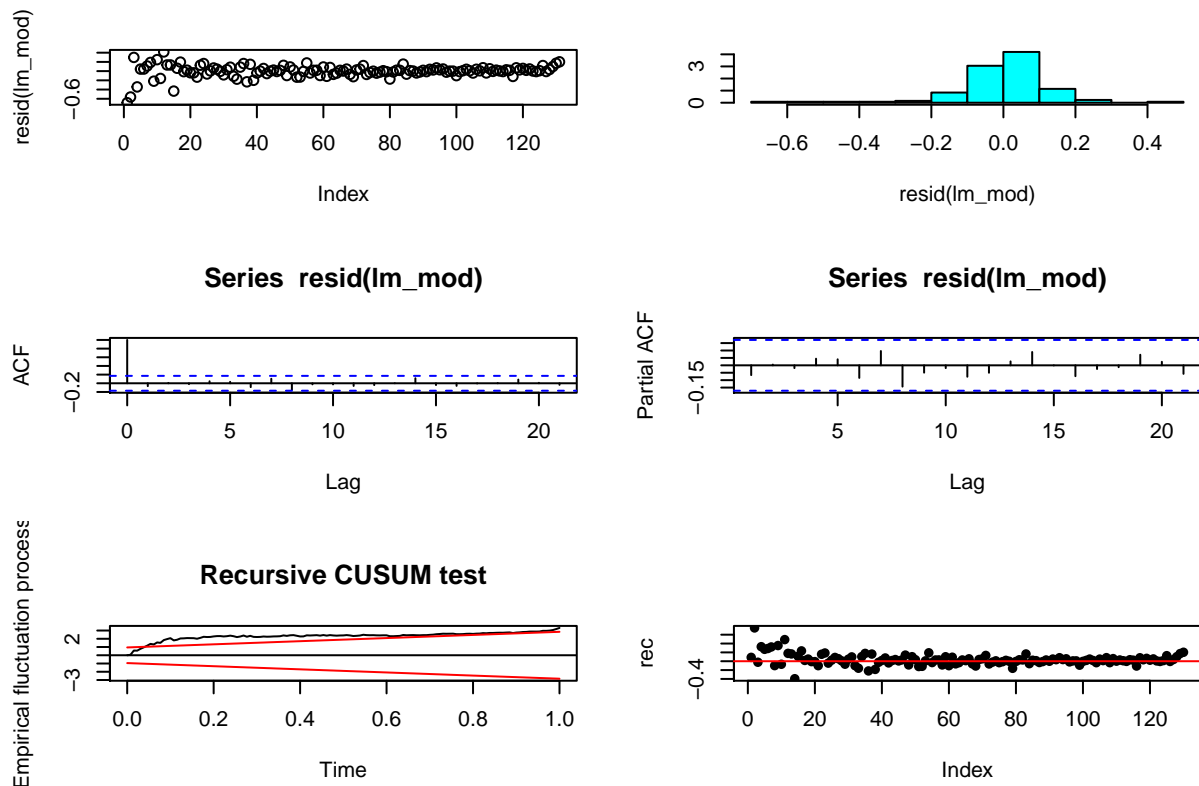 resid(lm_mod)
−0.6
0 20 40 60 80 100 120
Index
0 3
−0.6 −0.4 −0.2 0.0 0.2 0.4
resid(lm_mod)
Series resid(lm_mod)
ACF
−0.2
0 5 10 15 20
Lag
Series resid(lm_mod)
Partial ACF
−0.15
5 10 15 20
Lag
Recursive CUSUM test
Empirical fluctuation process
−3 2
0.0 0.2 0.4 0.6 0.8 1.0
Time
rec
−0.4
0 20 40 60 80 100 120
Index